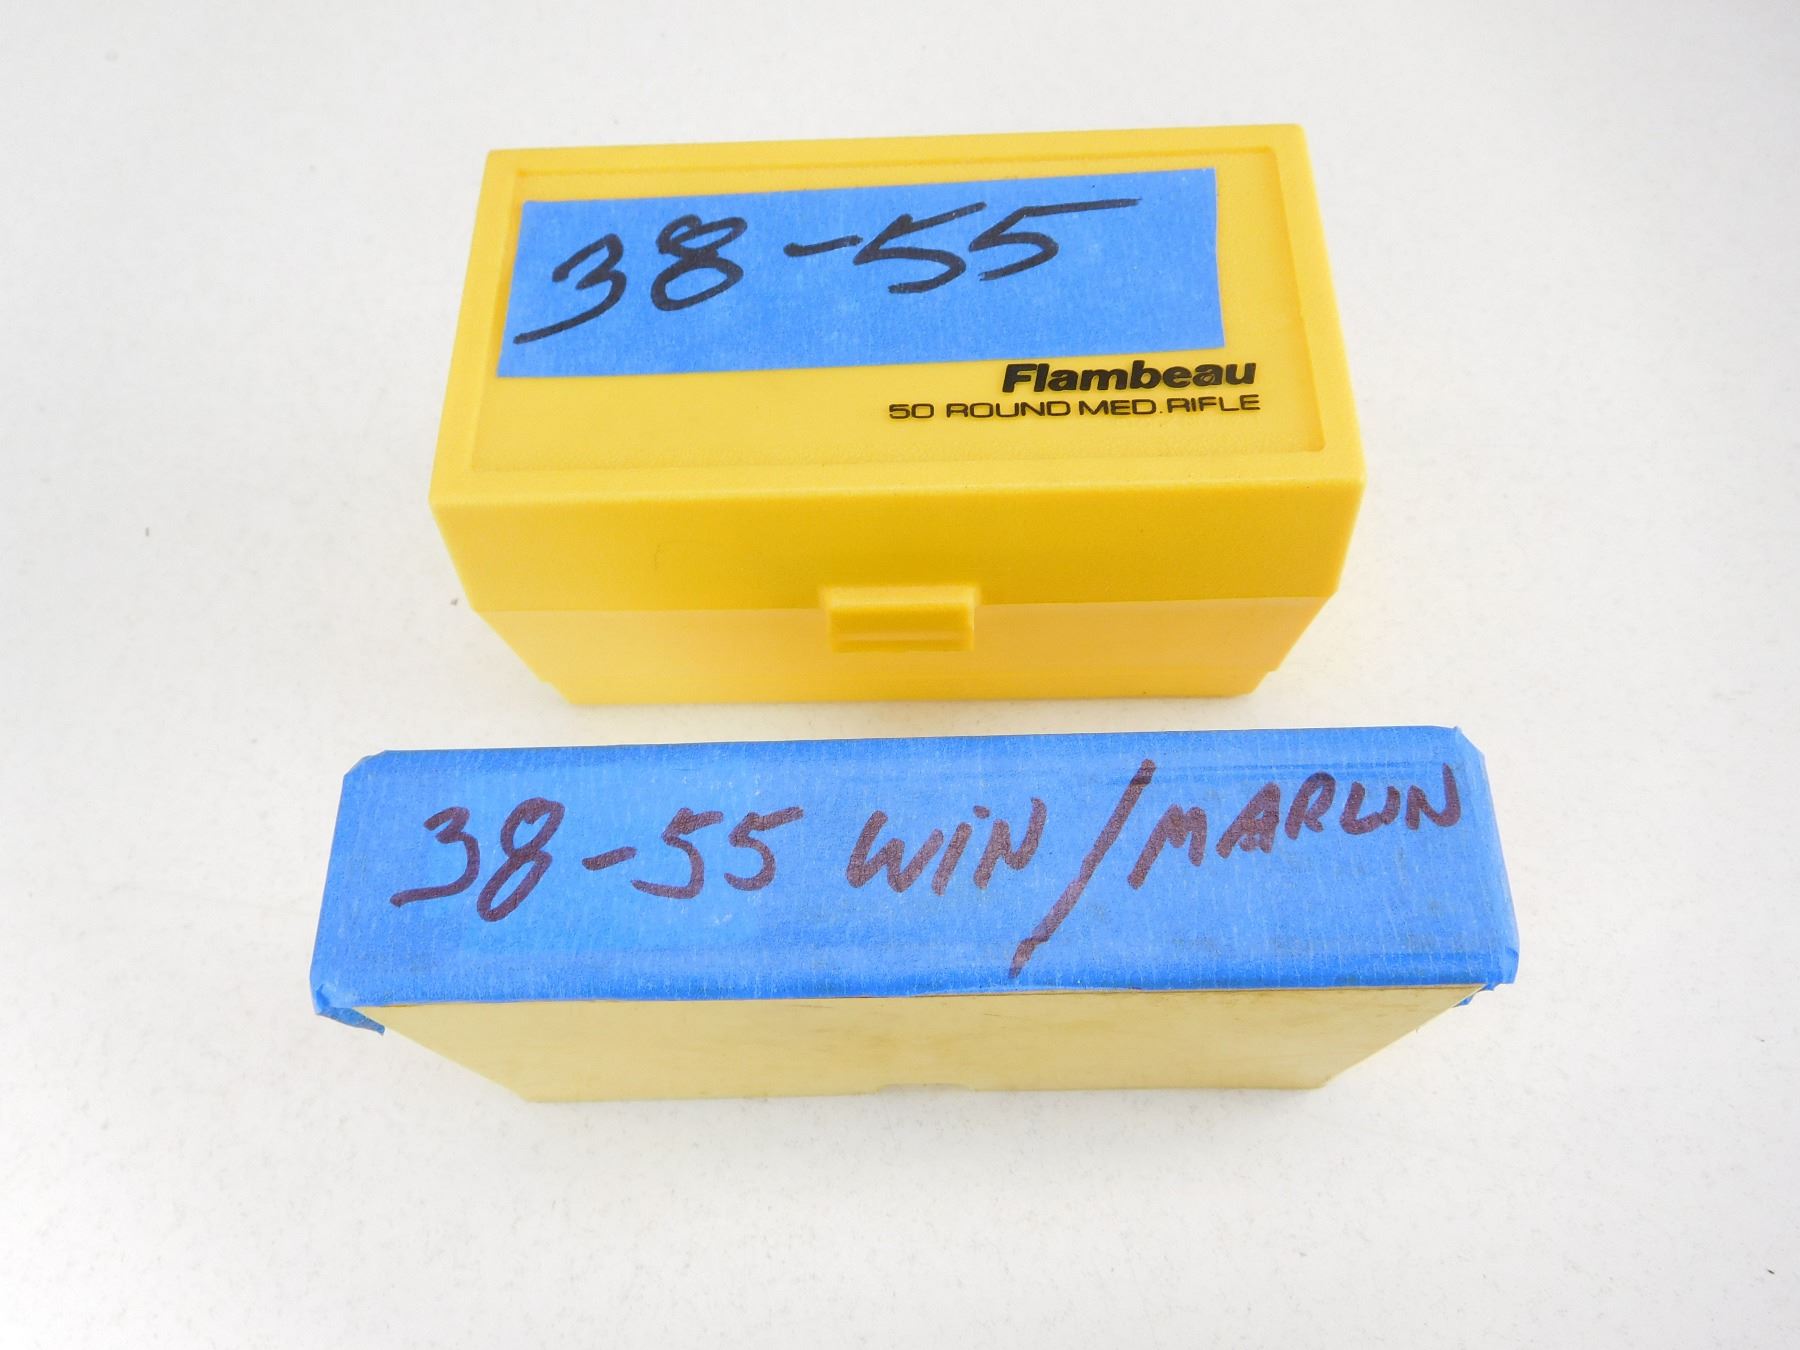 38-55
Flambeau
50 ROUND MED. RIFLE
38-55 WIN/MARLIN